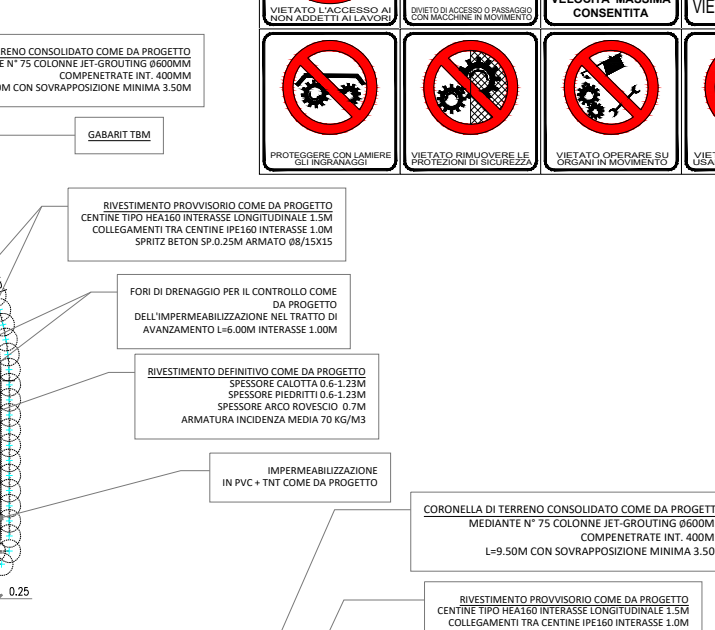 VIETATO L'ACCESSO AI
NON ADDETTI AI LAVORI
DIVIETO DI ACCESSO O PASSAGGIO
CON MACCHINE IN MOVIMENTO
VELOCITA' MASSIMA
CONSENTITA
VIE
PROTEGGERE CON LAMIERE
GLI INGRANAGGI
VIETATO RIMUOVERE LE
PROTEZIONI DI SICUREZZA
VIETATO OPERARE SU
ORGANI IN MOVIMENTO
VIET
USA
RENO CONSOLIDATO COME DA PROGETTO
E N° 75 COLONNE JET-GROUTING Ø600MM
COMPENETRATE INT. 400MM
0M CON SOVRAPPOSIZIONE MINIMA 3.50M
GABARIT TBM
RIVESTIMENTO PROVVISORIO COME DA PROGETTO
CENTINE TIPO HEA160 INTERASSE LONGITUDINALE 1.5M
COLLEGAMENTI TRA CENTINE IPE160 INTERASSE 1.0M
SPRITZ BETON SP.0.25M ARMATO Ø8/15X15
FORI DI DRENAGGIO PER IL CONTROLLO COME
DA PROGETTO
DELL'IMPERMEABILIZZAZIONE NEL TRATTO DI
AVANZAMENTO L=6.00M INTERASSE 1.00M
RIVESTIMENTO DEFINITIVO COME DA PROGETTO
SPESSORE CALOTTA 0.6-1.23M
SPESSORE PIEDRITTI 0.6-1.23M
SPESSORE ARCO ROVESCIO 0.7M
ARMATURA INCIDENZA MEDIA 70 KG/M3
IMPERMEABILIZZAZIONE
IN PVC + TNT COME DA PROGETTO
CORONELLA DI TERRENO CONSOLIDATO COME DA PROGETT
MEDIANTE N° 75 COLONNE JET-GROUTING Ø600M
COMPENETRATE INT. 400M
L=9.50M CON SOVRAPPOSIZIONE MINIMA 3.50
0.25
RIVESTIMENTO PROVVISORIO COME DA PROGETTO
CENTINE TIPO HEA160 INTERASSE LONGITUDINALE 1.5M
COLLEGAMENTI TRA CENTINE IPE160 INTERASSE 1.0M